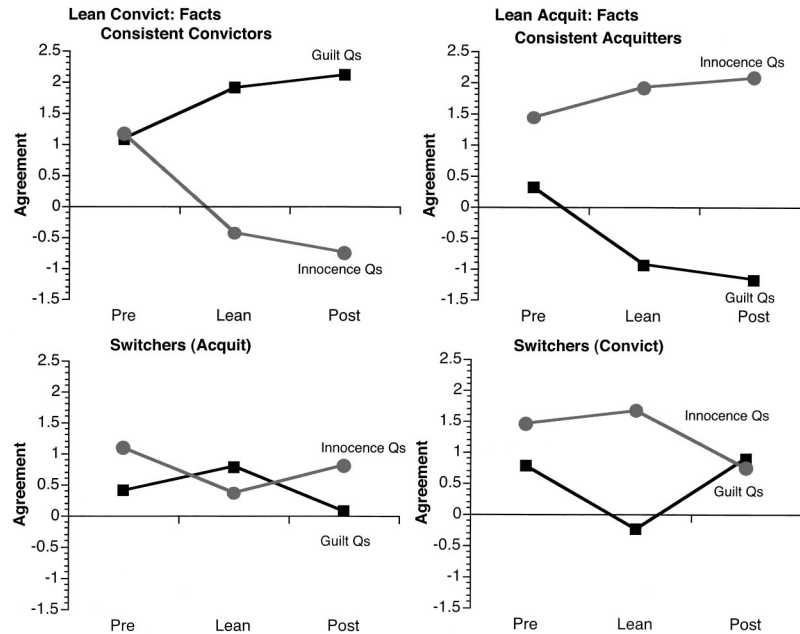 Lean Convict: Facts
Consistent Convictors
2.5
2
1.5
1
0.5
0
-0.5
-1
-1.5
Agreement
Guilt Qs
Innocence Qs
Pre Lean Post
Lean Acquit: Facts
Consistent Acquitters
2.5
2
1.5
1
0.5
0
-0.5
-1
-1.5
Agreement
Innocence Qs
Guilt Qs
Pre Lean Post
Switchers (Acquit)
2.5
2
1.5
1
0.5
0
-0.5
-1
-1.5
Agreement
Innocence Qs
Guilt Qs
Pre Lean Post
Switchers (Convict)
2.5
2
1.5
1
0.5
0
-0.5
-1
-1.5
Agreement
Innocence Qs
Guilt Qs
Pre Lean Post